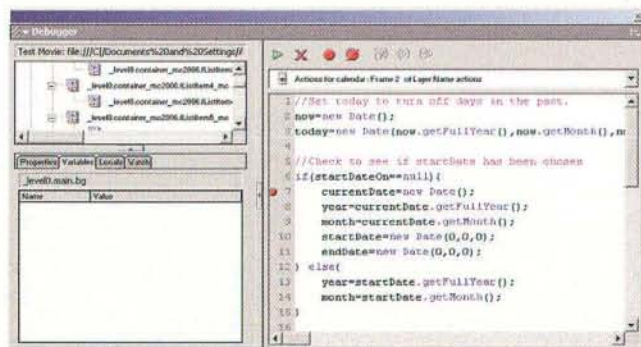 Debugger
Test Movie: file:///C|/Documents%20and%20Settings/
_level0.container_mc2006.fListItem
_level0.container_mc2006.fListItem4_mc
_level0.container_mc2006.fListItem
_level0.container_mc2006.fListItem5_mc
Properties Variables Locals Watch
_level0.main.bg
Name Value
Actions for calendar: Frame 2 of Layer Name actions
1 //Set today to turn off days in the past.
2 now=new Date();
3 today=new Date(now.getFullYear(),now.getMonth(),n
4
5 //Check to see if startDate has been chosen
6 if(startDateOn==null){
7 currentDate=new Date();
8 year=currentDate.getFullYear();
9 month=currentDate.getMonth();
10 startDate=new Date(0,0,0);
11 endDate=new Date(0,0,0);
12 } else{
13 year=startDate.getFullYear();
14 month=startDate.getMonth();
15 }
16